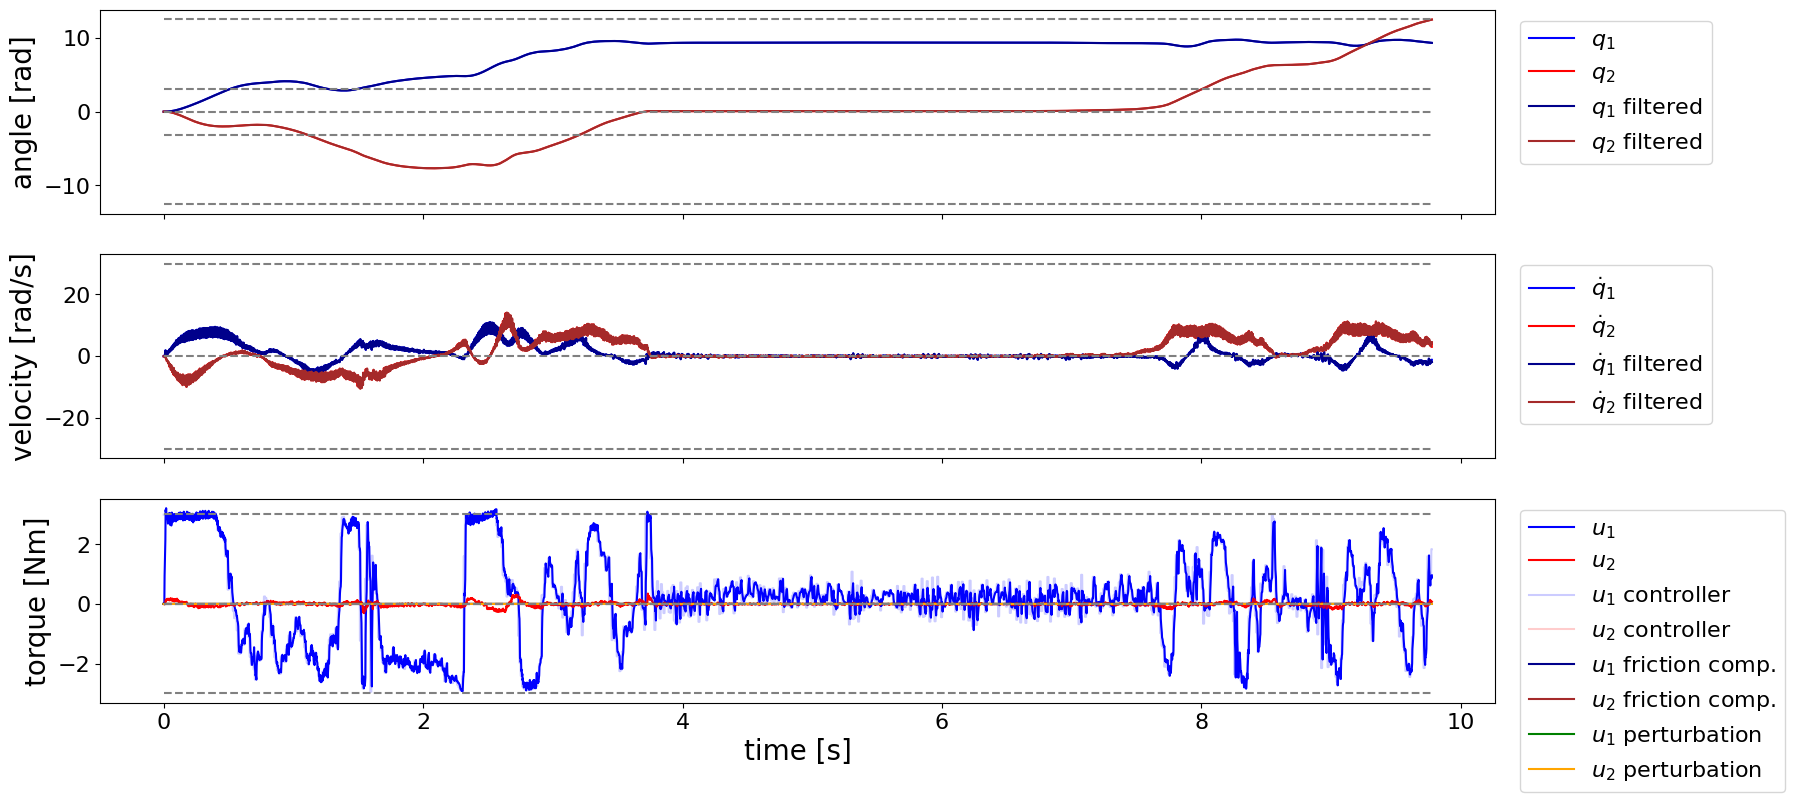 angle [rad]
10
0
−10
q₁
q₂
q₁ filtered
q₂ filtered
velocity [rad/s]
20
0
−20
q̇₁
q̇₂
q̇₁ filtered
q̇₂ filtered
torque [Nm]
2
0
−2
0 2 4 6 8 10
time [s]
u₁
u₂
u₁ controller
u₂ controller
u₁ friction comp.
u₂ friction comp.
u₁ perturbation
u₂ perturbation